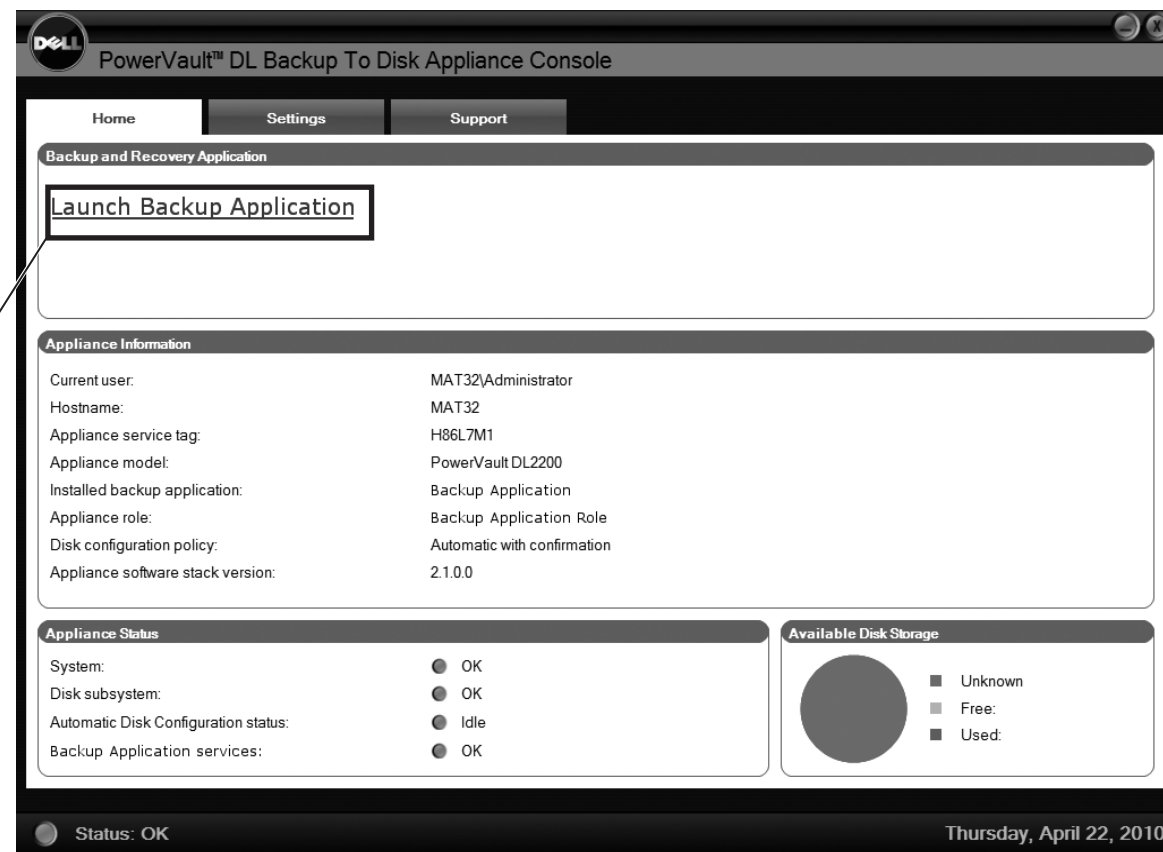 DELL
PowerVault™ DL Backup To Disk Appliance Console
Home Settings Support
Backup and Recovery Application
Launch Backup Application
Appliance Information
Current user: MAT32\Administrator
Hostname: MAT32
Appliance service tag: H86L7M1
Appliance model: PowerVault DL2200
Installed backup application: Backup Application
Appliance role: Backup Application Role
Disk configuration policy: Automatic with confirmation
Appliance software stack version: 2.1.0.0
Appliance Status
System: OK
Disk subsystem: OK
Automatic Disk Configuration status: Idle
Backup Application services: OK
Available Disk Storage
Unknown
Free:
Used:
Status: OK
Thursday, April 22, 2010